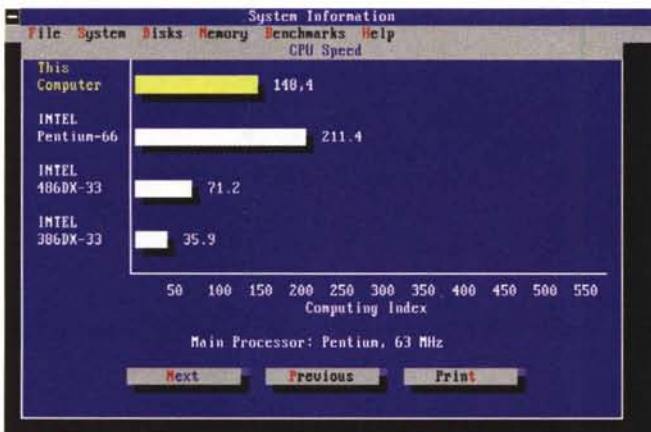 System Information
File System Disks Memory Benchmarks Help
CPU Speed
This
Computer
148.4
INTEL
Pentium-66
211.4
INTEL
486DX-33
71.2
INTEL
386DX-33
35.9
50 100 150 200 250 300 350 400 450 500 550
Computing Index
Main Processor: Pentium, 63 MHz
Next Previous Print